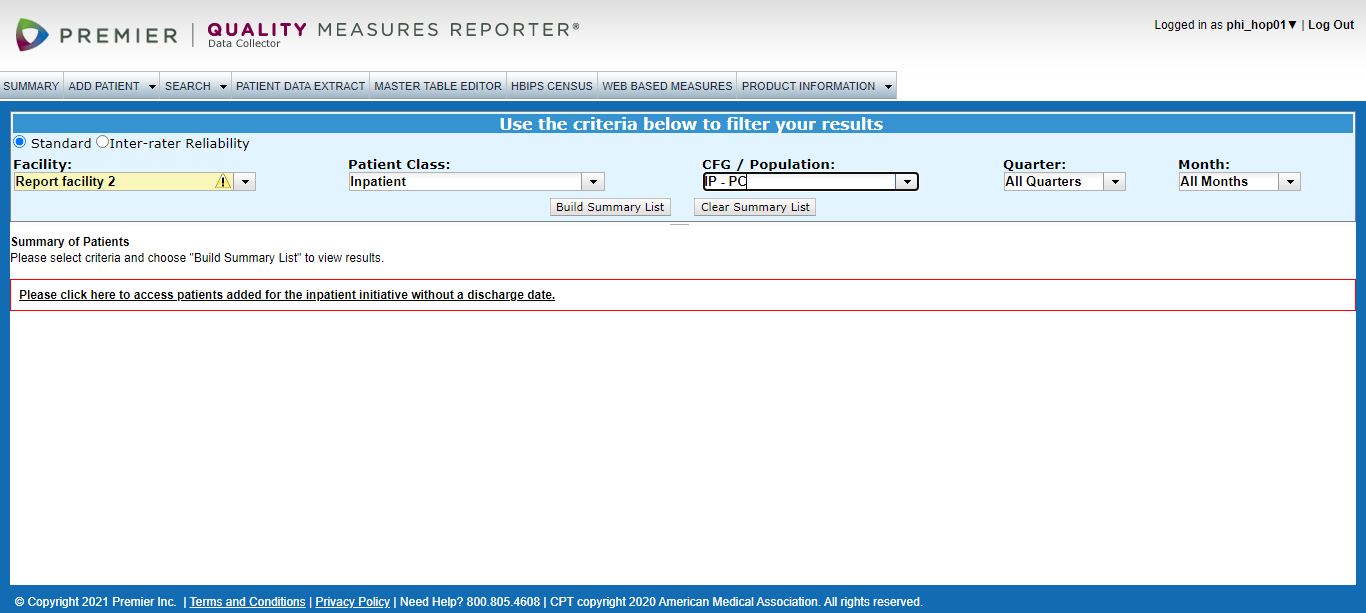 PREMIER | QUALITY MEASURES REPORTER®
Data Collector
Logged in as phi_hop01▼ | Log Out
SUMMARY ADD PATIENT SEARCH PATIENT DATA EXTRACT MASTER TABLE EDITOR HBIPS CENSUS WEB BASED MEASURES PRODUCT INFORMATION
Use the criteria below to filter your results
Standard Inter-rater Reliability
Facility: Patient Class: CFG / Population: Quarter: Month:
Report facility 2 Inpatient IP - PC All Quarters All Months
Build Summary List Clear Summary List
Summary of Patients
Please select criteria and choose "Build Summary List" to view results.
Please click here to access patients added for the inpatient initiative without a discharge date.
© Copyright 2021 Premier Inc. | Terms and Conditions | Privacy Policy | Need Help? 800.805.4608 | CPT copyright 2020 American Medical Association. All rights reserved.